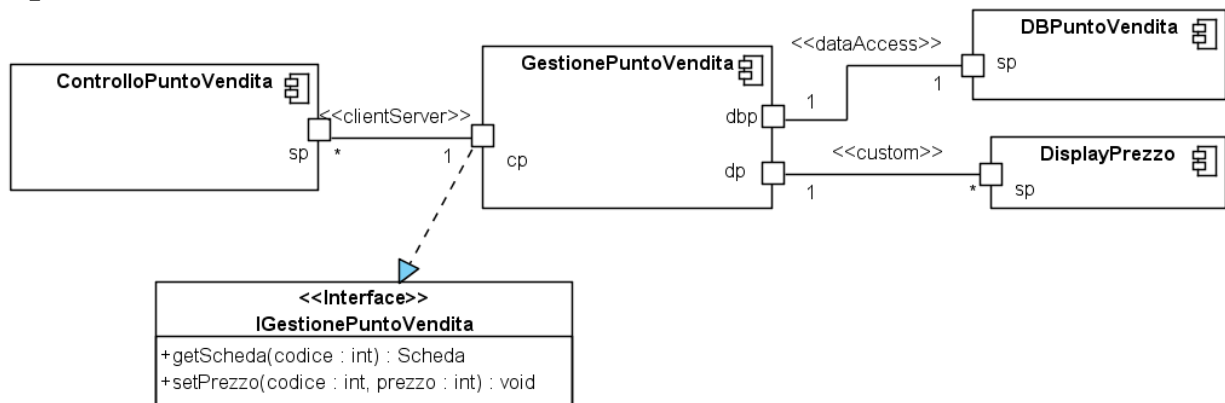 DBPuntoVendita
<<dataAccess>>
GestionePuntoVendita
sp
ControlloPuntoVendita
<<clientServer>>
1
1
dbp
sp
*
1
cp
<<custom>>
DisplayPrezzo
dp
1
*
sp
<<Interface>>
IGestionePuntoVendita
+getScheda(codice : int) : Scheda
+setPrezzo(codice : int, prezzo : int) : void